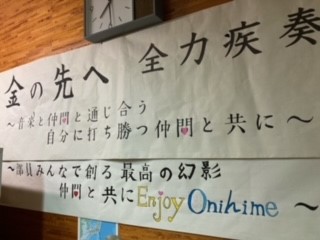 金の先へ 全力疾奏
～音楽と仲間と通じ合う
自分に打ち勝つ仲間と共に～
～部員みんなで創る最高の幻影
仲間と共にEnjoy Onihime～